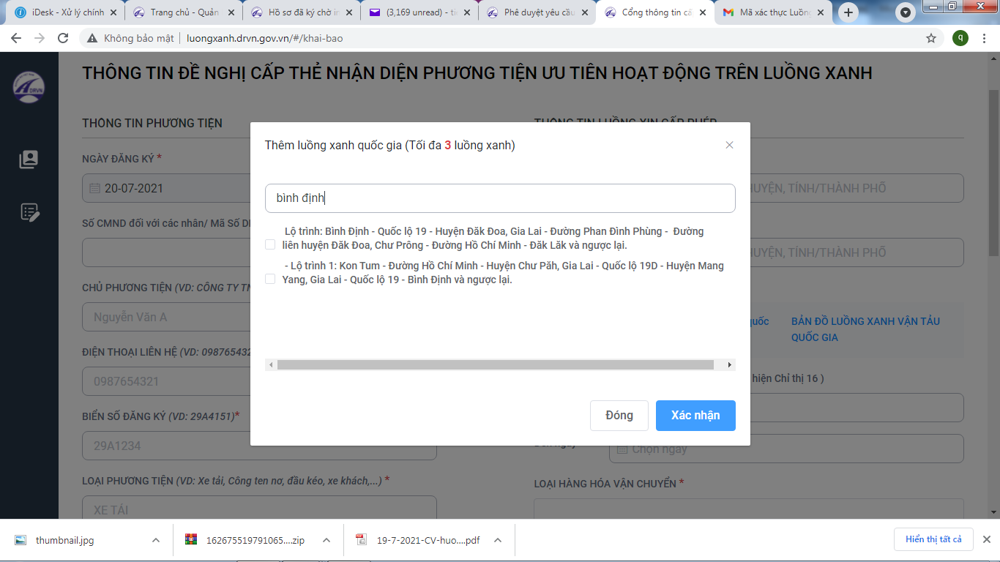 iDesk - Xử lý chính
Trang chủ - Quản
Hồ sơ đã ký chờ in
(3,169 unread) - ti
Phê duyệt yêu cầu
Cổng thông tin cấp
Mã xác thực Luồng
Không bảo mật
luongxanh.drvn.gov.vn/#/khai-bao
q
THÔNG TIN ĐỀ NGHỊ CẤP THẺ NHẬN DIỆN PHƯƠNG TIỆN ƯU TIÊN HOẠT ĐỘNG TRÊN LUỒNG XANH
THÔNG TIN PHƯƠNG TIỆN
THÔNG TIN LUỒNG XIN CẤP PHÉP
NGÀY ĐĂNG KÝ *
20-07-2021
HUYỆN, TỈNH/THÀNH PHỐ
Số CMND đối với các nhân/ Mã Số D
HUYỆN, TỈNH/THÀNH PHỐ
CHỦ PHƯƠNG TIỆN (VD: CÔNG TY TN
Nguyễn Văn A
quốc
BẢN ĐỒ LUỒNG XANH VẬN TẢU
QUỐC GIA
ĐIỆN THOẠI LIÊN HỆ (VD: 098765432
0987654321
hiện Chỉ thị 16 )
BIỂN SỐ ĐĂNG KÝ (VD: 29A4151)*
29A1234
Đến ngày
Chọn ngày
LOẠI PHƯƠNG TIỆN (VD: Xe tải, Công ten nơ, đầu kéo, xe khách,...) *
XE TẢI
LOẠI HÀNG HÓA VẬN CHUYỂN *
Thêm luồng xanh quốc gia (Tối đa 3 luồng xanh)
bình định
Lộ trình: Bình Định - Quốc lộ 19 - Huyện Đăk Đoa, Gia Lai - Đường Phan Đình Phùng - Đường
liên huyện Đăk Đoa, Chư Prông - Đường Hồ Chí Minh - Đăk Lăk và ngược lại.
- Lộ trình 1: Kon Tum - Đường Hồ Chí Minh - Huyện Chư Păh, Gia Lai - Quốc lộ 19D - Huyện Mang
Yang, Gia Lai - Quốc lộ 19 - Bình Định và ngược lại.
Đóng
Xác nhận
thumbnail.jpg
162675519791065....zip
19-7-2021-CV-huo....pdf
Hiển thị tất cả